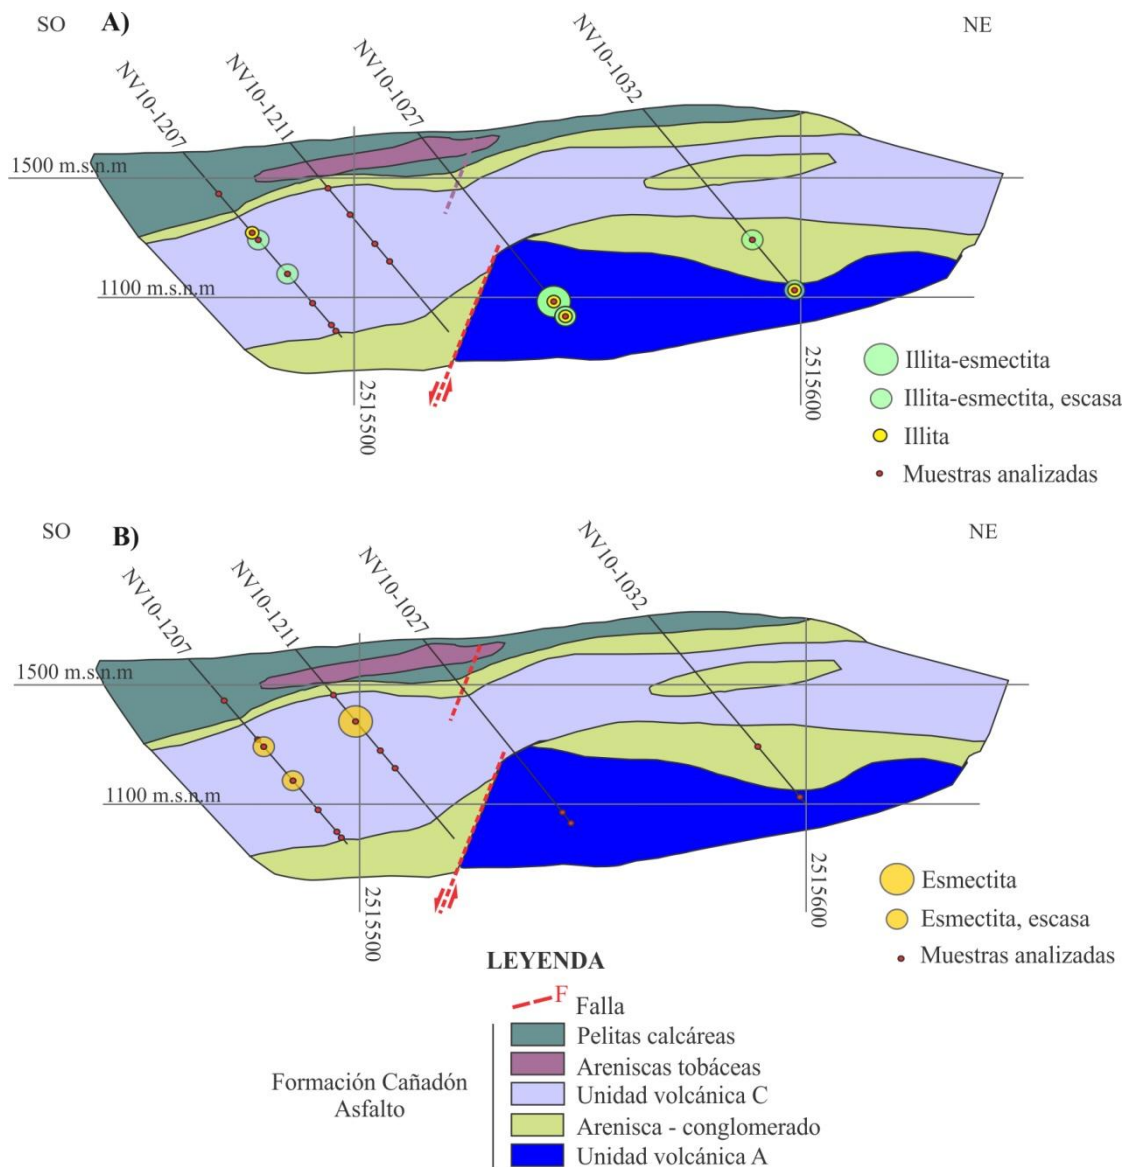 SO
A)
NE
NV10-1207
NV10-1211
NV10-1027
NV10-1032
1500 m.s.n.m
1100 m.s.n.m
2515500
2515600
Illita-esmectita
Illita-esmectita, escasa
Illita
Muestras analizadas
SO
B)
NE
NV10-1207
NV10-1211
NV10-1027
NV10-1032
1500 m.s.n.m
1100 m.s.n.m
2515500
2515600
Esmectita
Esmectita, escasa
Muestras analizadas
LEYENDA
F
Falla
Pelitas calcáreas
Areniscas tobáceas
Unidad volcánica C
Arenisca - conglomerado
Unidad volcánica A
Formación Cañadón
Asfalto